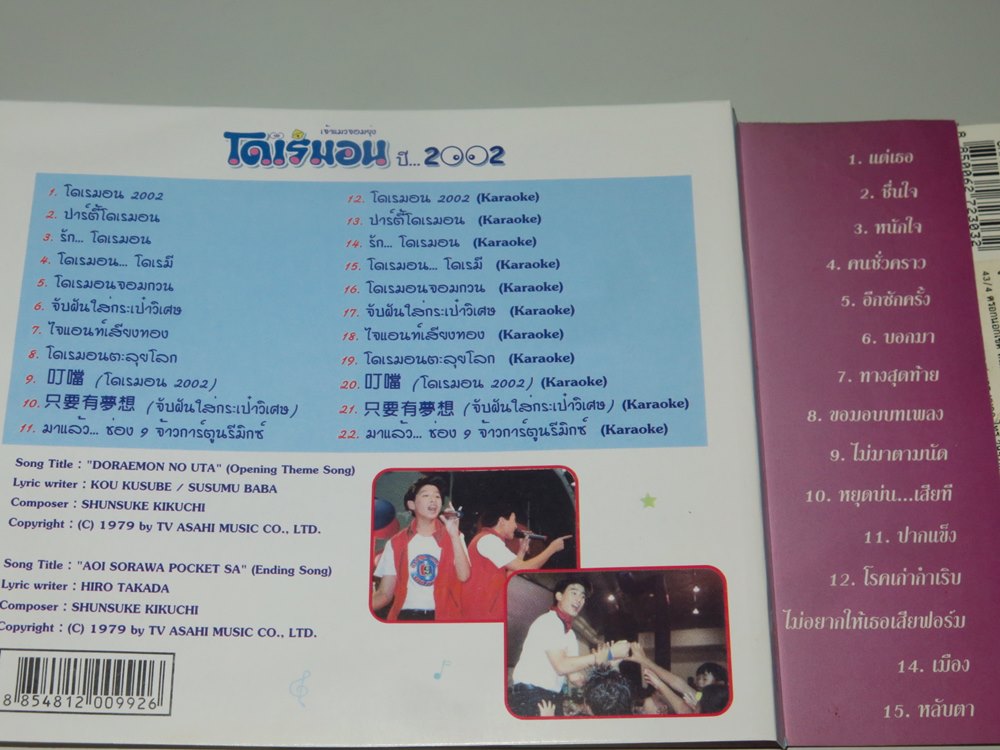 เจ้าแมวจอมยุ่ง
โดเรมอน ปี... 2002
1. โดเรมอน 2002
2. ปาร์ตี้โดเรมอน
3. รัก... โดเรมอน
4. โดเรมอน... โดเรมี
5. โดเรมอนจอมกวน
6. จับฝันใส่กระเป๋าวิเศษ
7. ไจแอนท์เสียงทอง
8. โดเรมอนตะลุยโลก
9. 叮噹 (โดเรมอน 2002)
10. 只要有夢想 (จับฝันใส่กระเป๋าวิเศษ)
11. มาแล้ว... ช่อง 9 จ้าวการ์ตูนรีมิกซ์
12. โดเรมอน 2002 (Karaoke)
13. ปาร์ตี้โดเรมอน (Karaoke)
14. รัก... โดเรมอน (Karaoke)
15. โดเรมอน... โดเรมี (Karaoke)
16. โดเรมอนจอมกวน (Karaoke)
17. จับฝันใส่กระเป๋าวิเศษ (Karaoke)
18. ไจแอนท์เสียงทอง (Karaoke)
19. โดเรมอนตะลุยโลก (Karaoke)
20. 叮噹 (โดเรมอน 2002) (Karaoke)
21. 只要有夢想 (จับฝันใส่กระเป๋าวิเศษ) (Karaoke)
22. มาแล้ว... ช่อง 9 จ้าวการ์ตูนรีมิกซ์ (Karaoke)
Song Title : "DORAEMON NO UTA" (Opening Theme Song)
Lyric writer : KOU KUSUBE / SUSUMU BABA
Composer : SHUNSUKE KIKUCHI
Copyright : (C) 1979 by TV ASAHI MUSIC CO., LTD.
Song Title : "AOI SORAWA POCKET SA" (Ending Song)
Lyric writer : HIRO TAKADA
Composer : SHUNSUKE KIKUCHI
Copyright : (C) 1979 by TV ASAHI MUSIC CO., LTD.
8 854812 009926
1. แด่เธอ
2. ชื่นใจ
3. หนักใจ
4. คนชั่วคราว
5. อีกซักครั้ง
6. บอกมา
7. ทางสุดท้าย
8. ขอมอบบทเพลง
9. ไม่มาตามนัด
10. หยุดบ่น...เสียที
11. ปากแข็ง
12. โรคเก่ากำเริบ
ไม่อยากให้เธอเสียฟอร์ม
14. เมือง
15. หลับตา
8 850062 723032